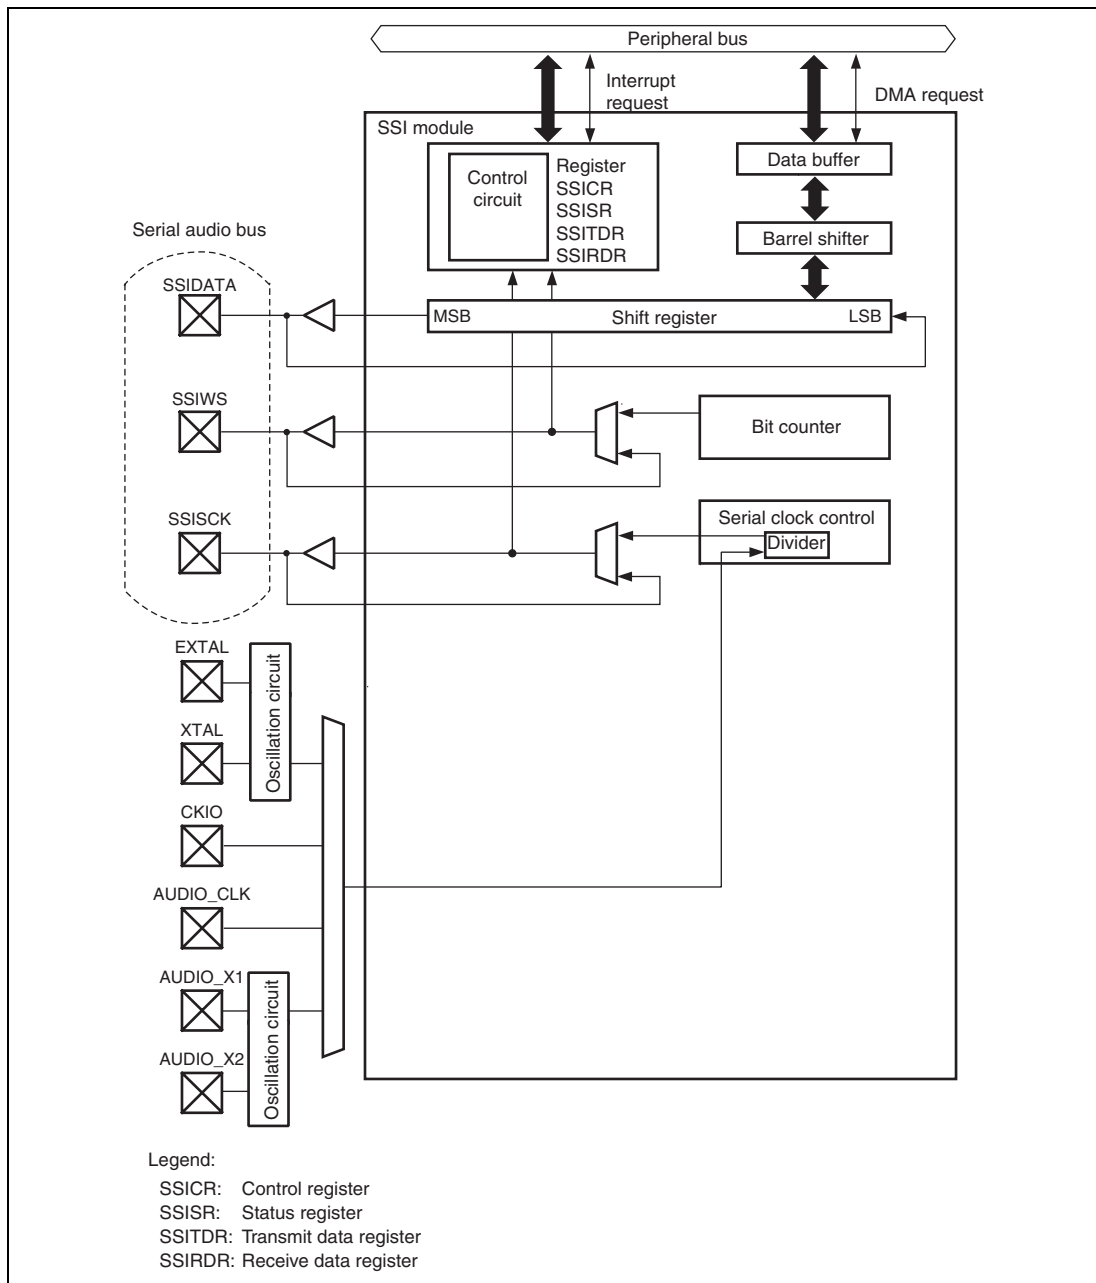 Peripheral bus
Interrupt
request
DMA request
SSI module
Control
circuit
Register
SSICR
SSISR
SSITDR
SSIRDR
Data buffer
Barrel shifter
Serial audio bus
SSIDATA
MSB
Shift register
LSB
SSIWS
Bit counter
SSISCK
Serial clock control
Divider
EXTAL
Oscillation circuit
XTAL
CKIO
AUDIO_CLK
AUDIO_X1
Oscillation circuit
AUDIO_X2
Legend:
SSICR: Control register
SSISR: Status register
SSITDR: Transmit data register
SSIRDR: Receive data register